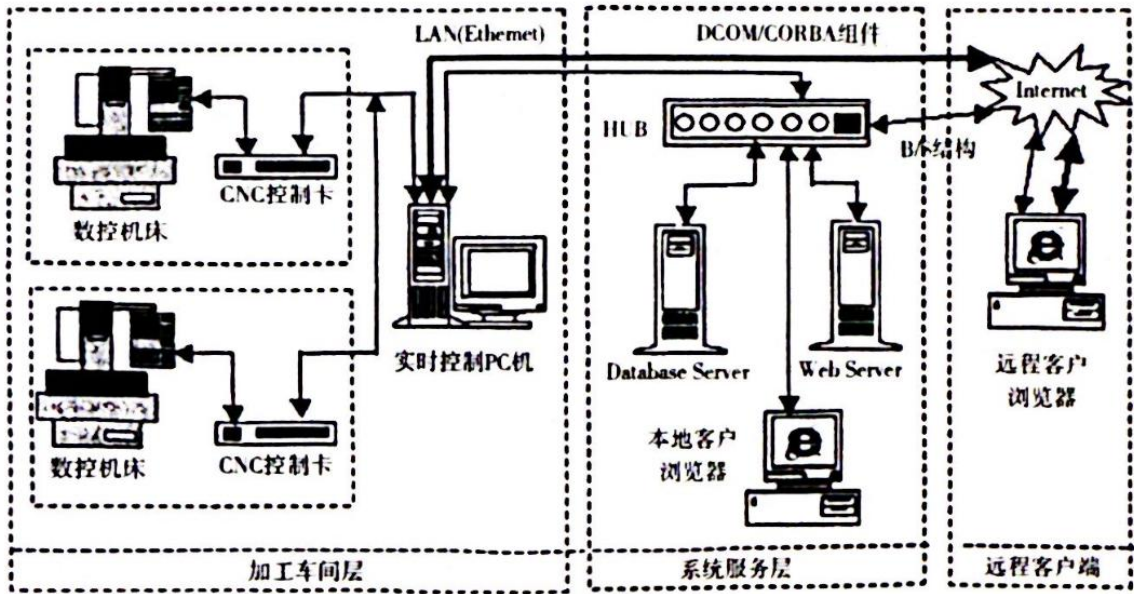 LAN(Ethernet)
DCOM/CORBA组件
Internet
HUB
B/S结构
CNC控制卡
数控机床
实时控制PC机
Database Server
Web Server
远程客户
浏览器
本地客户
浏览器
数控机床
CNC控制卡
加工车间层
系统服务层
远程客户端